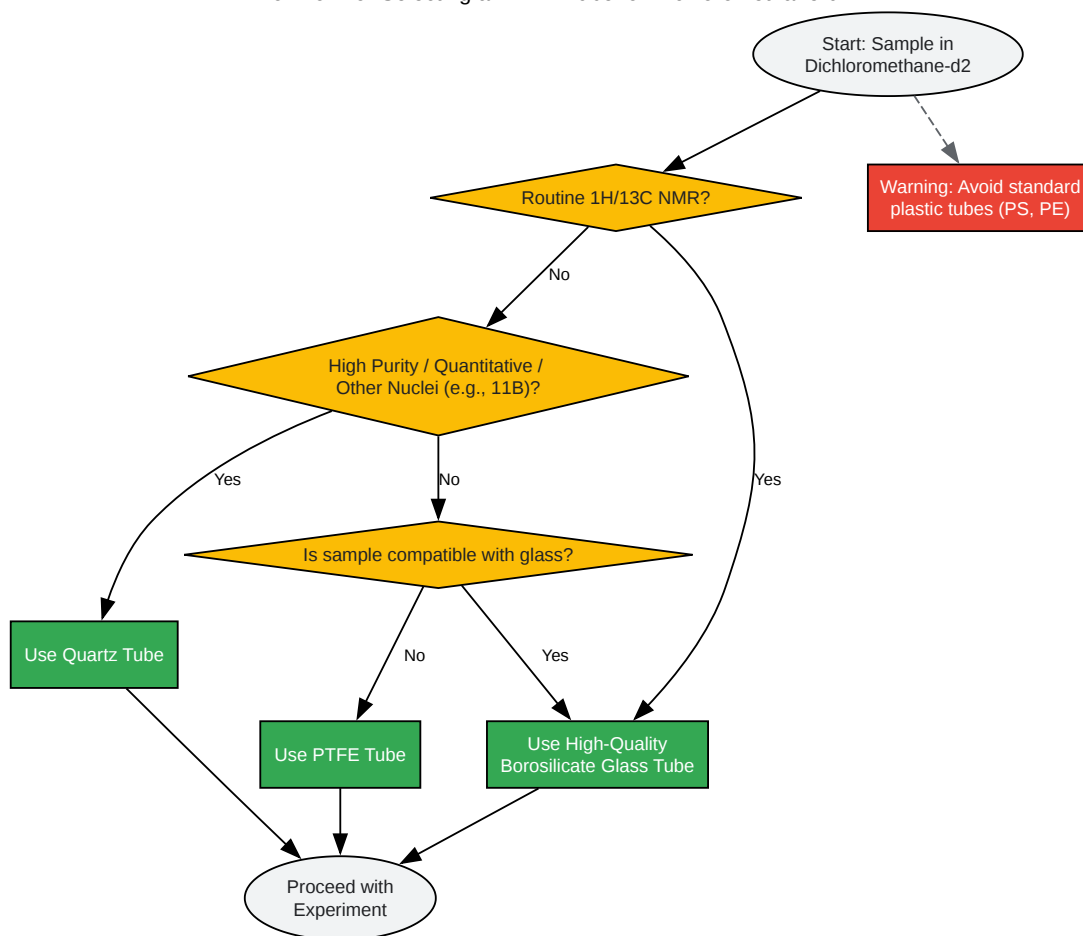 Start: Sample in
Dichloromethane-d2
Warning: Avoid standard
plastic tubes (PS, PE)
Routine 1H/13C NMR?
No
High Purity / Quantitative /
Other Nuclei (e.g., 11B)?
Yes
No
Yes
Is sample compatible with glass?
Use Quartz Tube
No
Yes
Use PTFE Tube
Use High-Quality
Borosilicate Glass Tube
Proceed with
Experiment